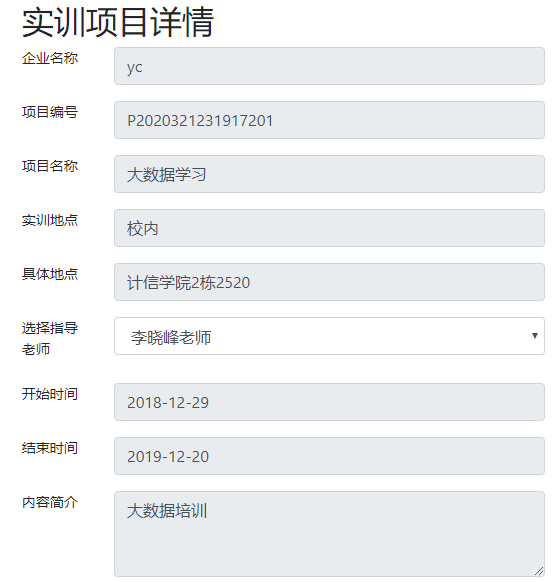 实训项目详情
企业名称
yc
项目编号
P2020321231917201
项目名称
大数据学习
实训地点
校内
具体地点
计信学院2栋2520
选择指导
老师
李晓峰老师
开始时间
2018-12-29
结束时间
2019-12-20
内容简介
大数据培训